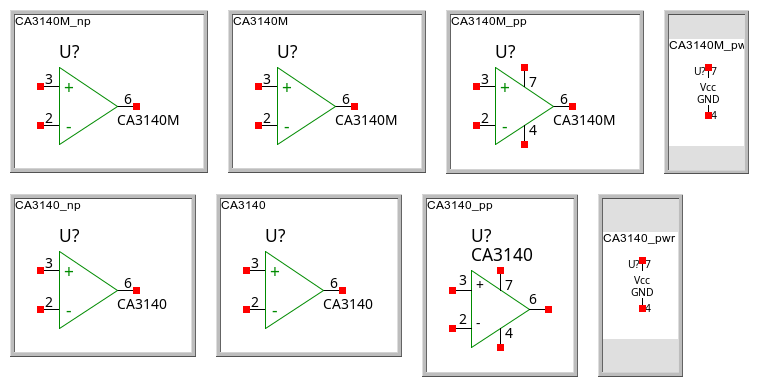 CA3140M_np
U?
3
+
6
2
-
CA3140M
CA3140M
U?
3
+
6
2
-
CA3140M
CA3140M_pp
U?
3
+
7
6
2
-
4
CA3140M
CA3140M_pw
U? 7
Vcc
GND
4
CA3140_np
U?
3
+
6
2
-
CA3140
CA3140
U?
3
+
6
2
-
CA3140
CA3140_pp
U?
CA3140
3
+
7
6
2
-
4
CA3140_pwr
U? 7
Vcc
GND
4